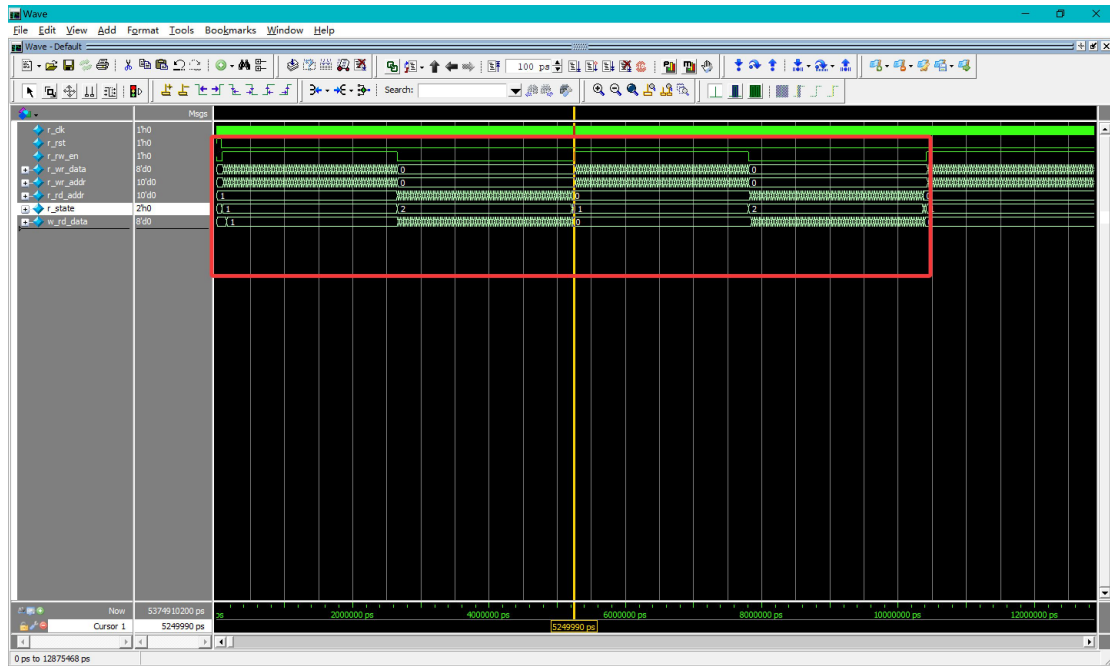 Wave
File Edit View Add Format Tools Bookmarks Window Help
Wave - Default
100 ps
Search:
Msgs
r_clk 1'h0
r_rst 1'h0
r_rw_en 1'h0
r_wr_data 8'd0 0 0
r_wr_addr 10'd0 0 0
r_rd_addr 10'd0 1 0
r_state 2'h0 1 2 1 2
w_rd_data 8'd0 1 0
Now 5374910200 ps ps 2000000 ps 4000000 ps 6000000 ps 8000000 ps 10000000 ps 12000000 ps
Cursor 1 5249990 ps 5249990 ps
0 ps to 12875468 ps